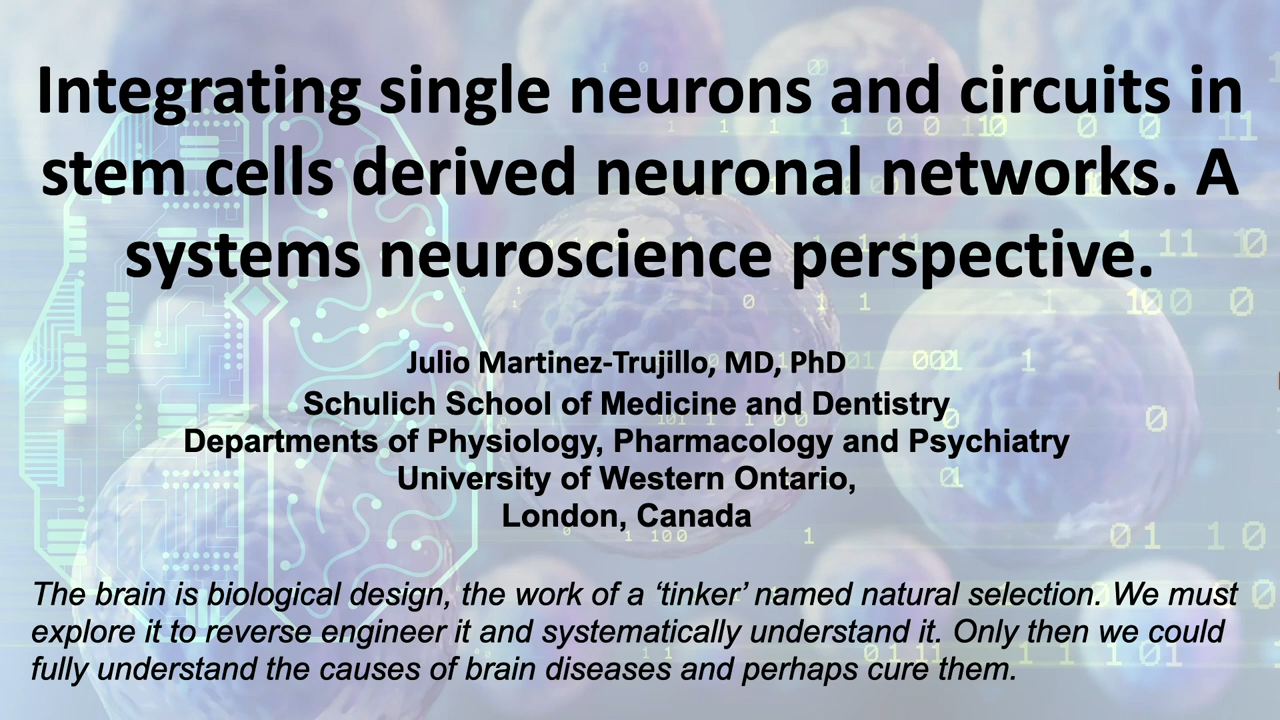 Integrating single neurons and circuits in
stem cells derived neuronal networks. A
systems neuroscience perspective.
Julio Martinez-Trujillo, MD, PhD
Schulich School of Medicine and Dentistry
Departments of Physiology, Pharmacology and Psychiatry
University of Western Ontario,
London, Canada
The brain is biological design, the work of a ‘tinker’ named natural selection. We must
explore it to reverse engineer it and systematically understand it. Only then we could
fully understand the causes of brain diseases and perhaps cure them.